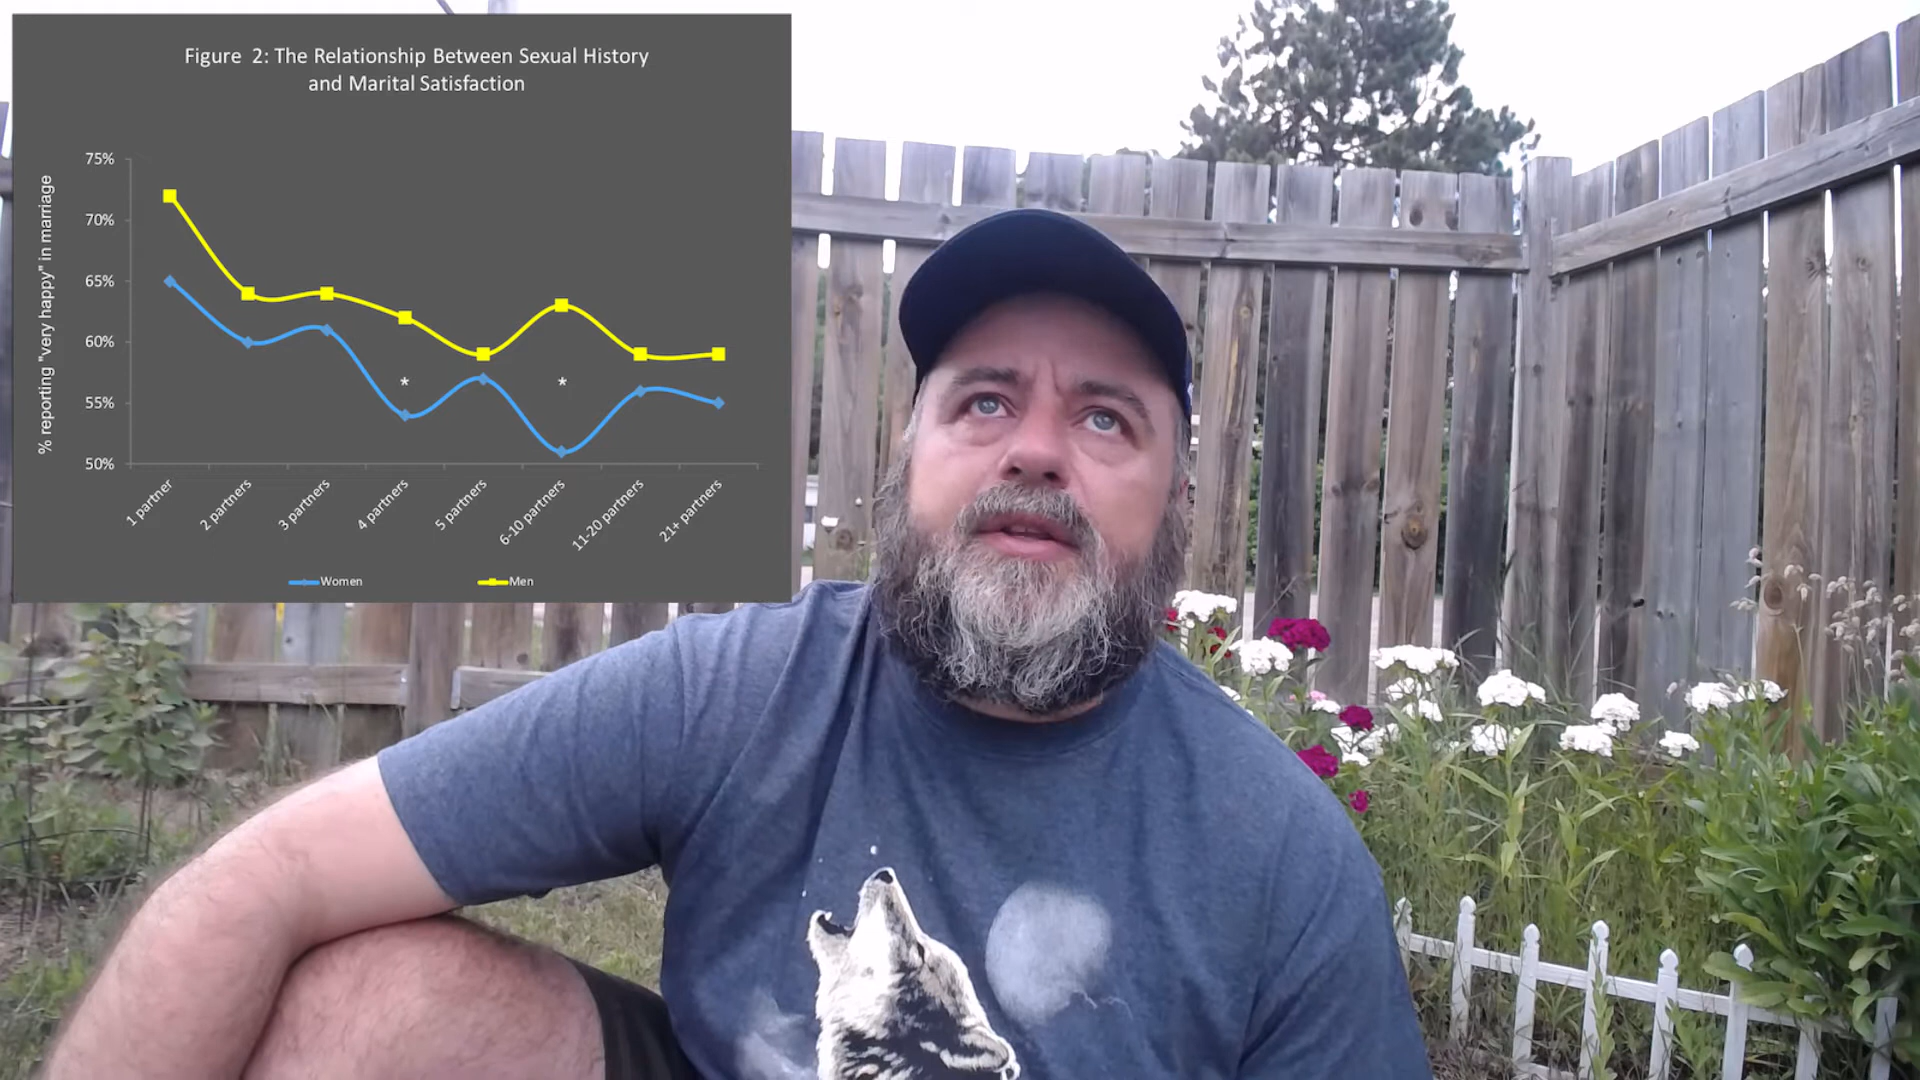 Figure 2: The Relationship Between Sexual History
and Marital Satisfaction
% reporting "very happy" in marriage
75%
70%
65%
60%
55%
50%
*
*
1 partner
2 partners
3 partners
4 partners
5 partners
6-10 partners
11-20 partners
21+ partners
Women
Men